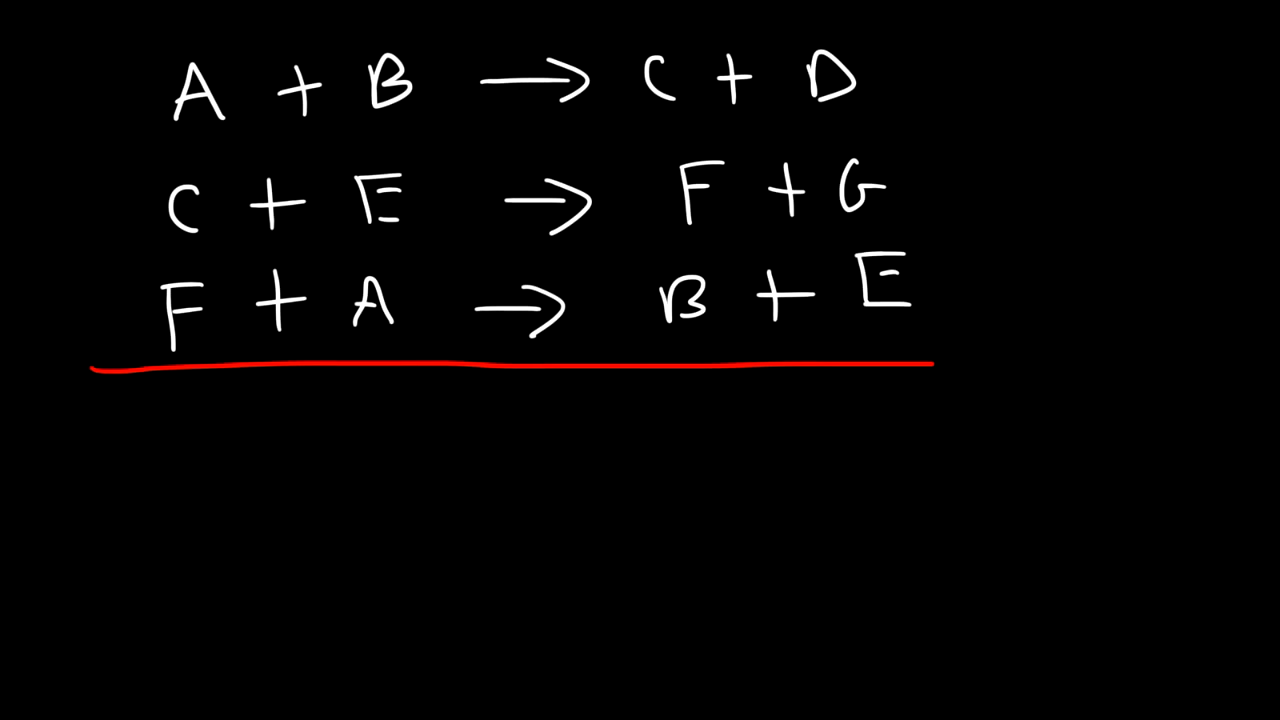 A + B → C + D
C + E → F + G
F + A → B + E